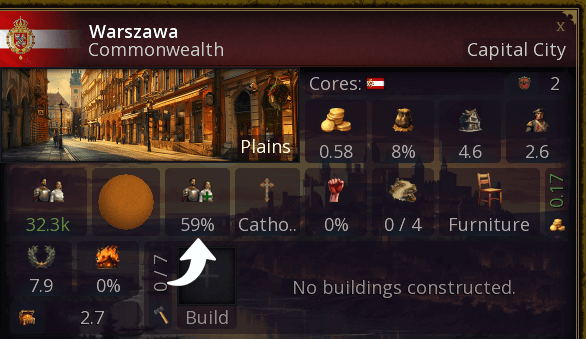 Warszawa
Commonwealth
x
Capital City
Plains
Cores:
2
0.58
8%
4.6
2.6
32.3k
59%
Catho..
0%
0 / 4
Furniture
0.17
7.9
0%
0 / 7
2.7
Build
No buildings constructed.